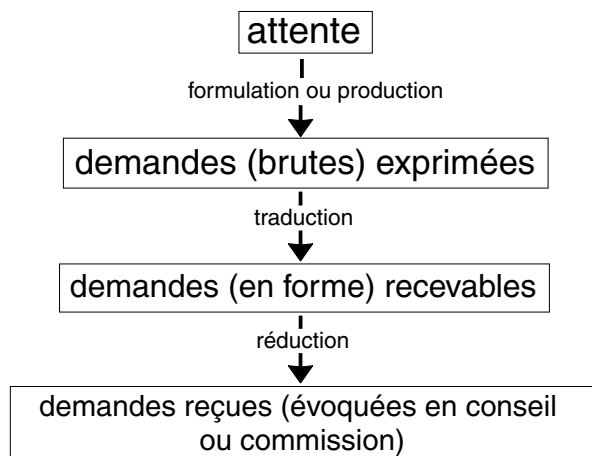 attente
formulation ou production
demandes (brutes) exprimées
traduction
demandes (en forme) recevables
réduction
demandes reçues (évoquées en conseil
ou commission)